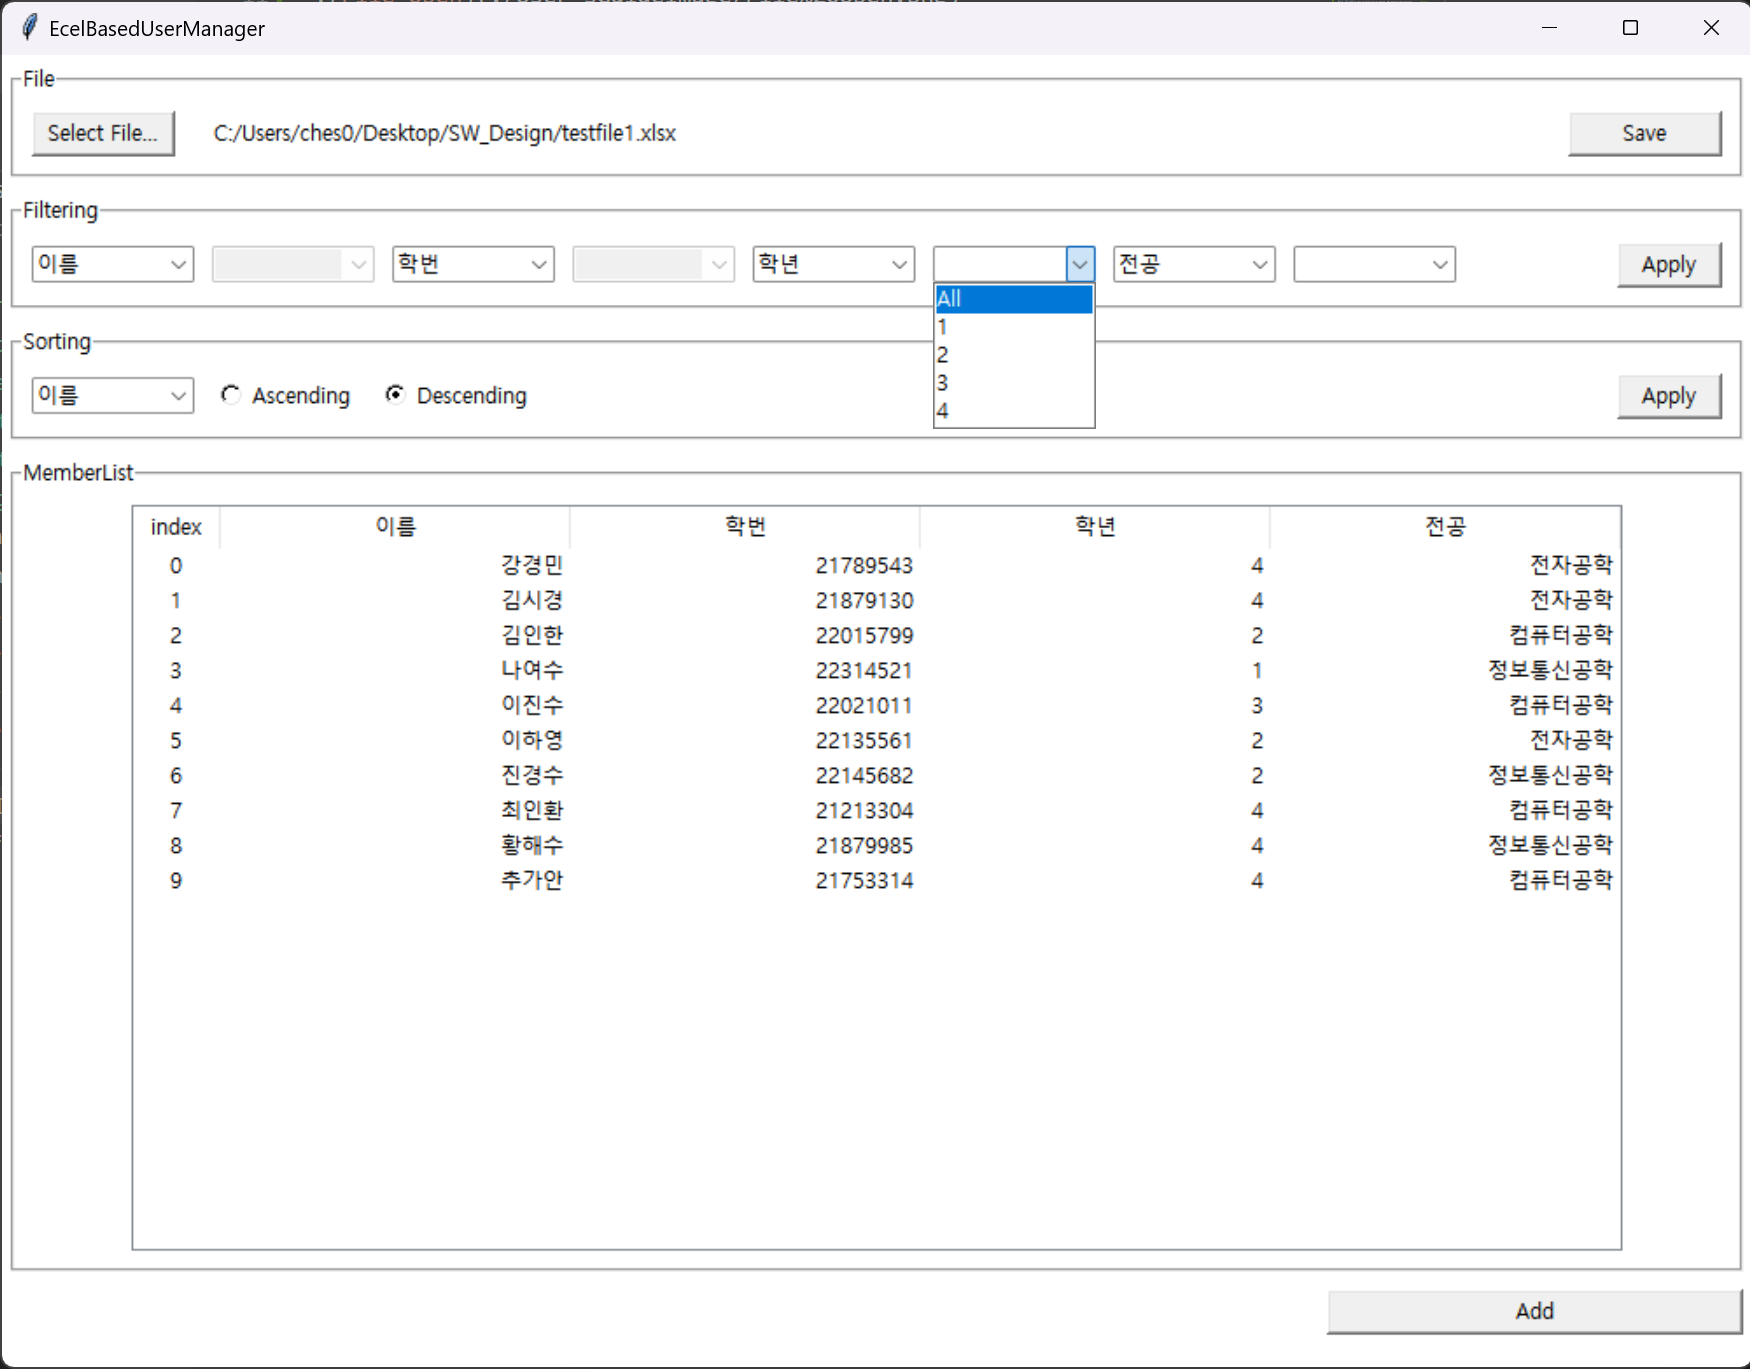 EcelBasedUserManager
File
Select File... C:/Users/ches0/Desktop/SW_Design/testfile1.xlsx Save
Filtering
이름 학번 학년 전공 Apply
All
1
2
3
4
Sorting
이름 Ascending Descending Apply
MemberList
index 이름 학번 학년 전공
0 강경민 21789543 4 전자공학
1 김시경 21879130 4 전자공학
2 김인한 22015799 2 컴퓨터공학
3 나여수 22314521 1 정보통신공학
4 이진수 22021011 3 컴퓨터공학
5 이하영 22135561 2 전자공학
6 진경수 22145682 2 정보통신공학
7 최인환 21213304 4 컴퓨터공학
8 황해수 21879985 4 정보통신공학
9 추가안 21753314 4 컴퓨터공학
Add